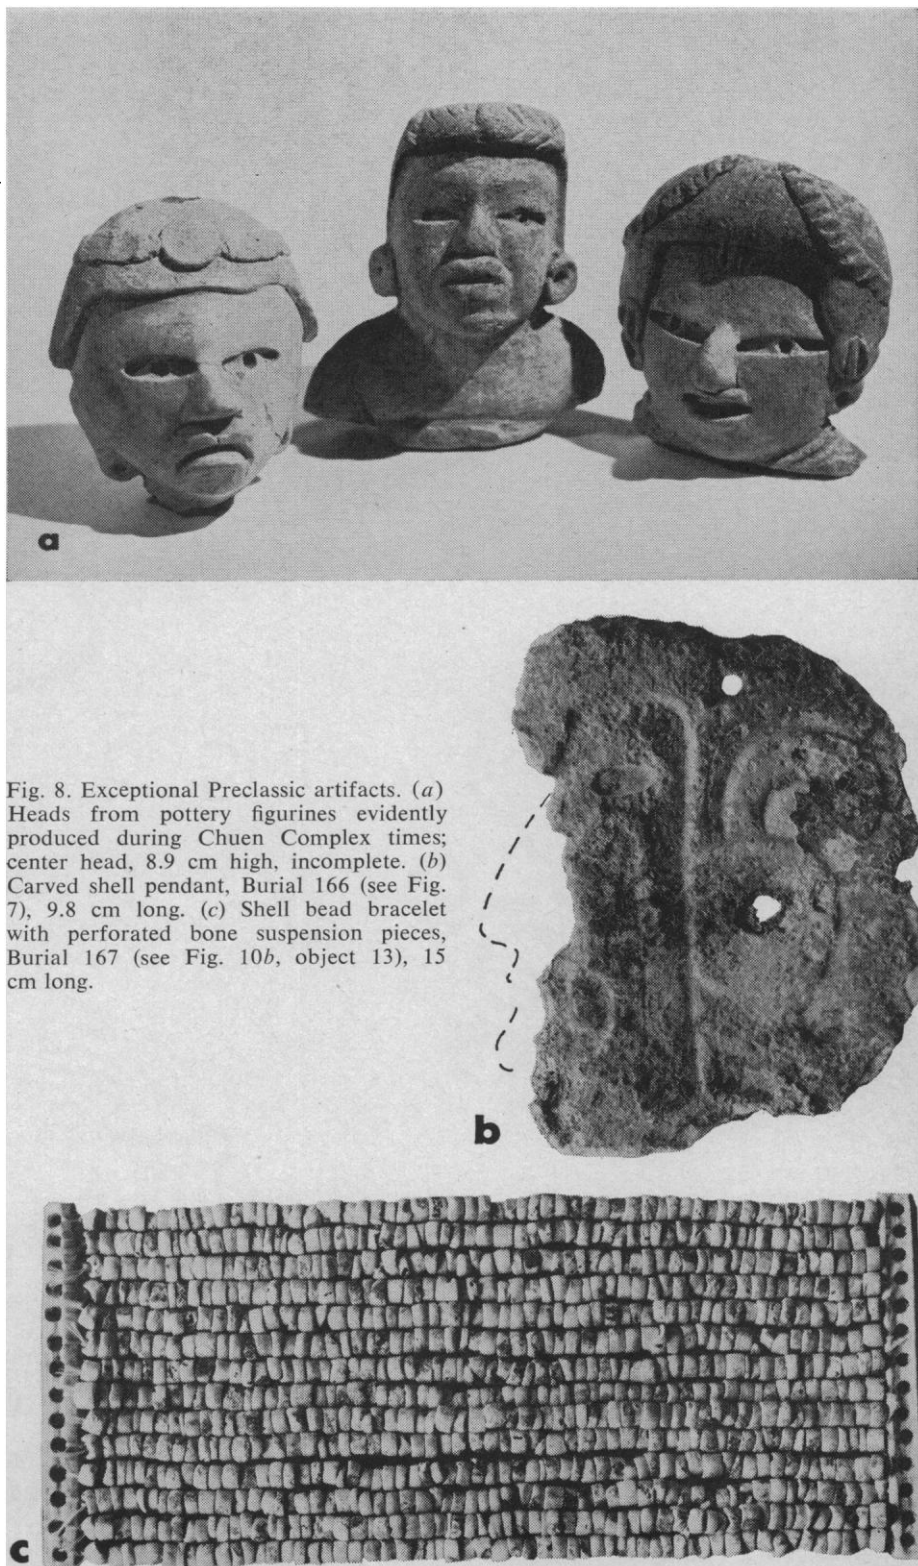 a
Fig. 8. Exceptional Preclassic artifacts. (a)
Heads from pottery figurines evidently
produced during Chuen Complex times;
center head, 8.9 cm high, incomplete. (b)
Carved shell pendant, Burial 166 (see Fig.
7), 9.8 cm long. (c) Shell bead bracelet
with perforated bone suspension pieces,
Burial 167 (see Fig. 10b, object 13), 15
cm long.
b
c